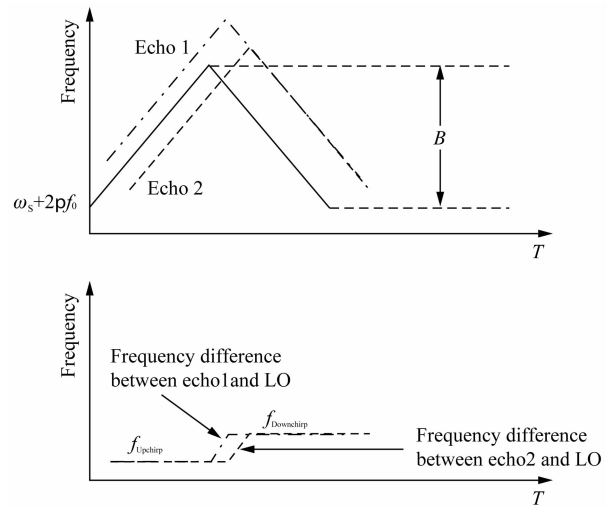 Frequency
Echo 1
Echo 2
B
ωs+2pf0
T
Frequency
Frequency difference
between echo1and LO
fUpchirp
fDownchirp
Frequency difference
between echo2 and LO
T